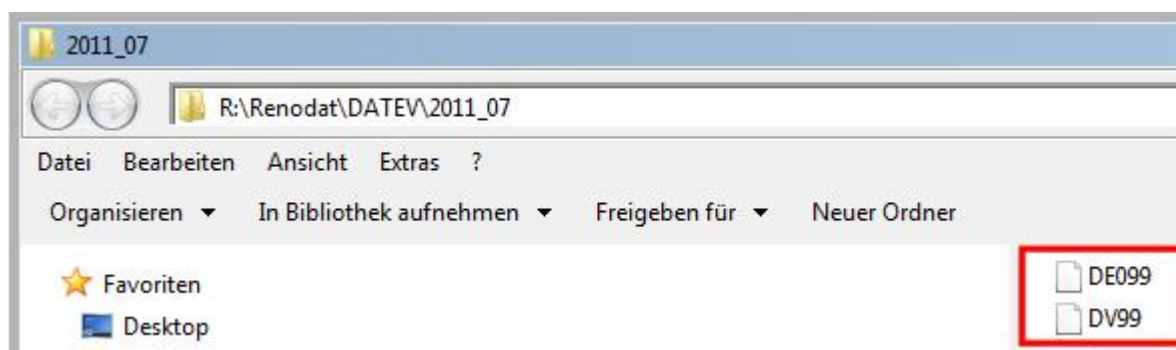 2011_07
R:\Renodat\DATEV\2011_07
Datei Bearbeiten Ansicht Extras ?
Organisieren In Bibliothek aufnehmen Freigeben für Neuer Ordner
Favoriten DE099
Desktop DV99